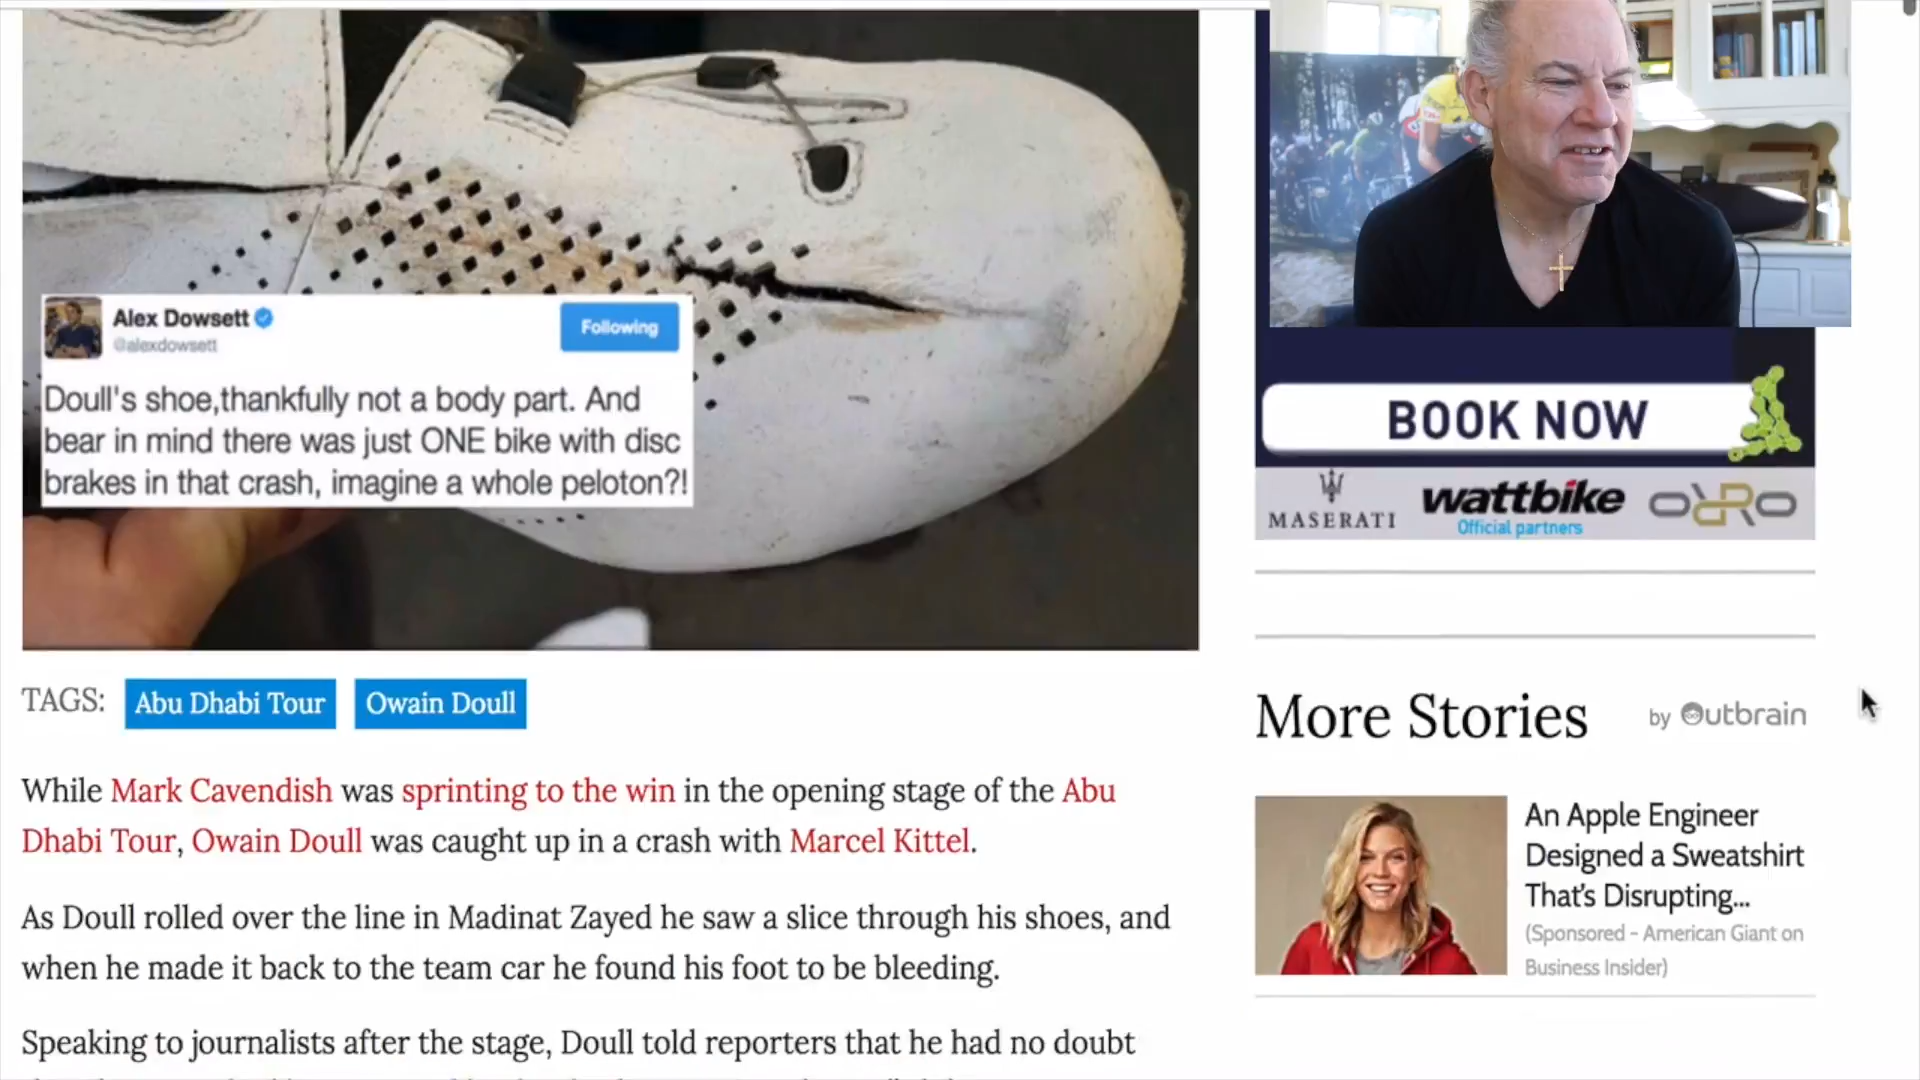 Alex Dowsett
@alexdowsett
Following
Doull's shoe,thankfully not a body part. And
bear in mind there was just ONE bike with disc
brakes in that crash, imagine a whole peloton?!
BOOK NOW
MASERATI
wattbike
Official partners
TAGS:
Abu Dhabi Tour
Owain Doull
While Mark Cavendish was sprinting to the win in the opening stage of the Abu
Dhabi Tour, Owain Doull was caught up in a crash with Marcel Kittel.
As Doull rolled over the line in Madinat Zayed he saw a slice through his shoes, and
when he made it back to the team car he found his foot to be bleeding.
Speaking to journalists after the stage, Doull told reporters that he had no doubt
More Stories
by Outbrain
An Apple Engineer
Designed a Sweatshirt
That's Disrupting...
(Sponsored - American Giant on
Business Insider)